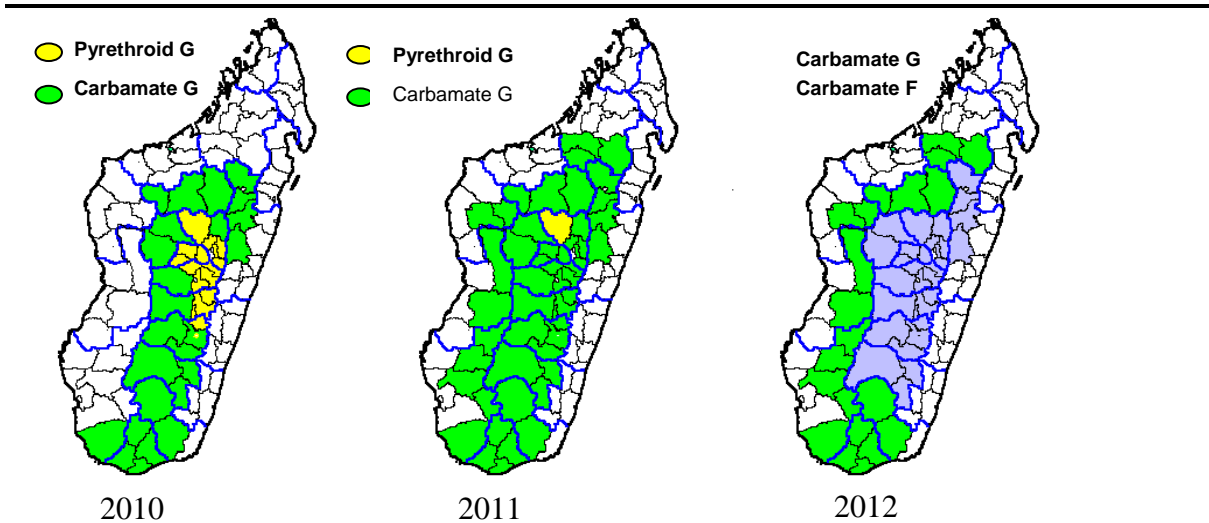 Pyrethroid G
Carbamate G
Pyrethroid G
Carbamate G
Carbamate G
Carbamate F
2010
2011
2012